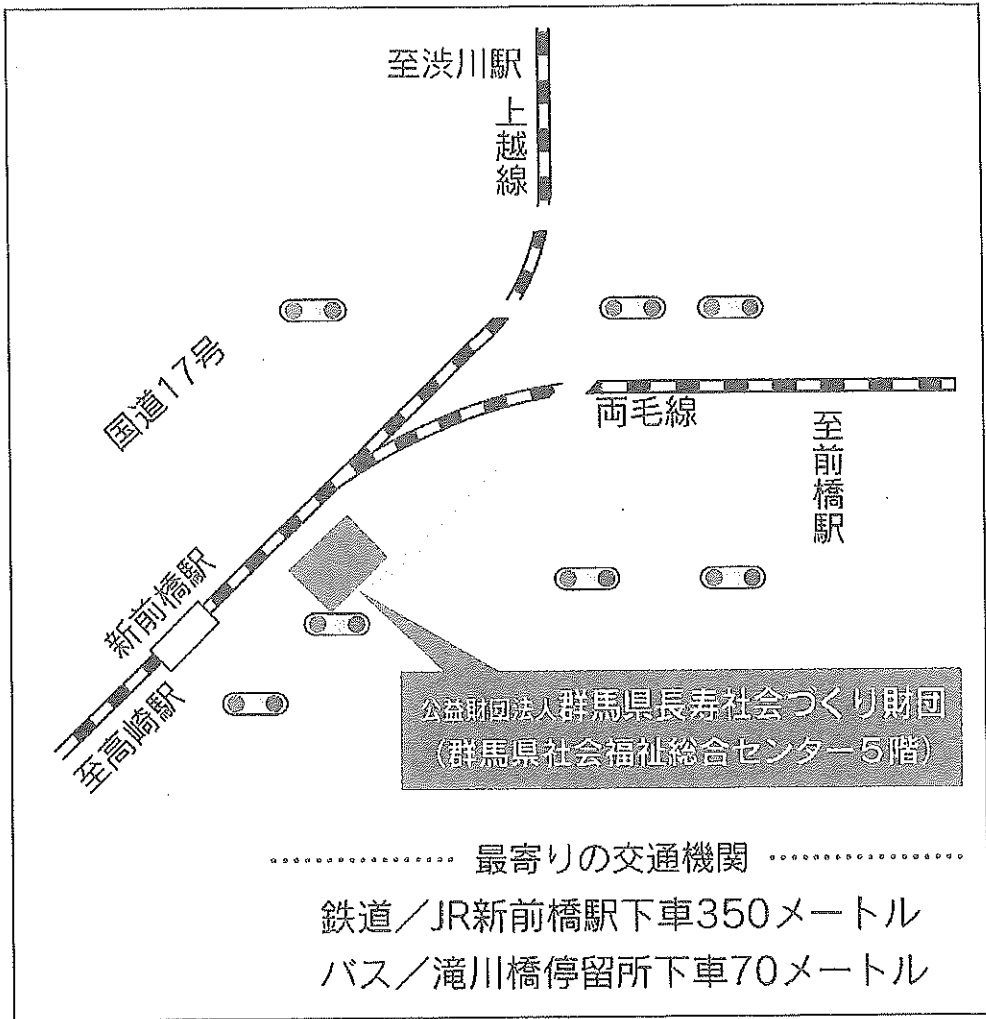 至渋川駅
上越線
国道17号
両毛線
至前橋駅
新前橋駅
至高崎駅
公益財団法人群馬県長寿社会つくり財団
(群馬県社会福祉総合センター5階)
最寄りの交通機関
鉄道/JR新前橋駅下車350メートル
バス/滝川橋停留所下車70メートル